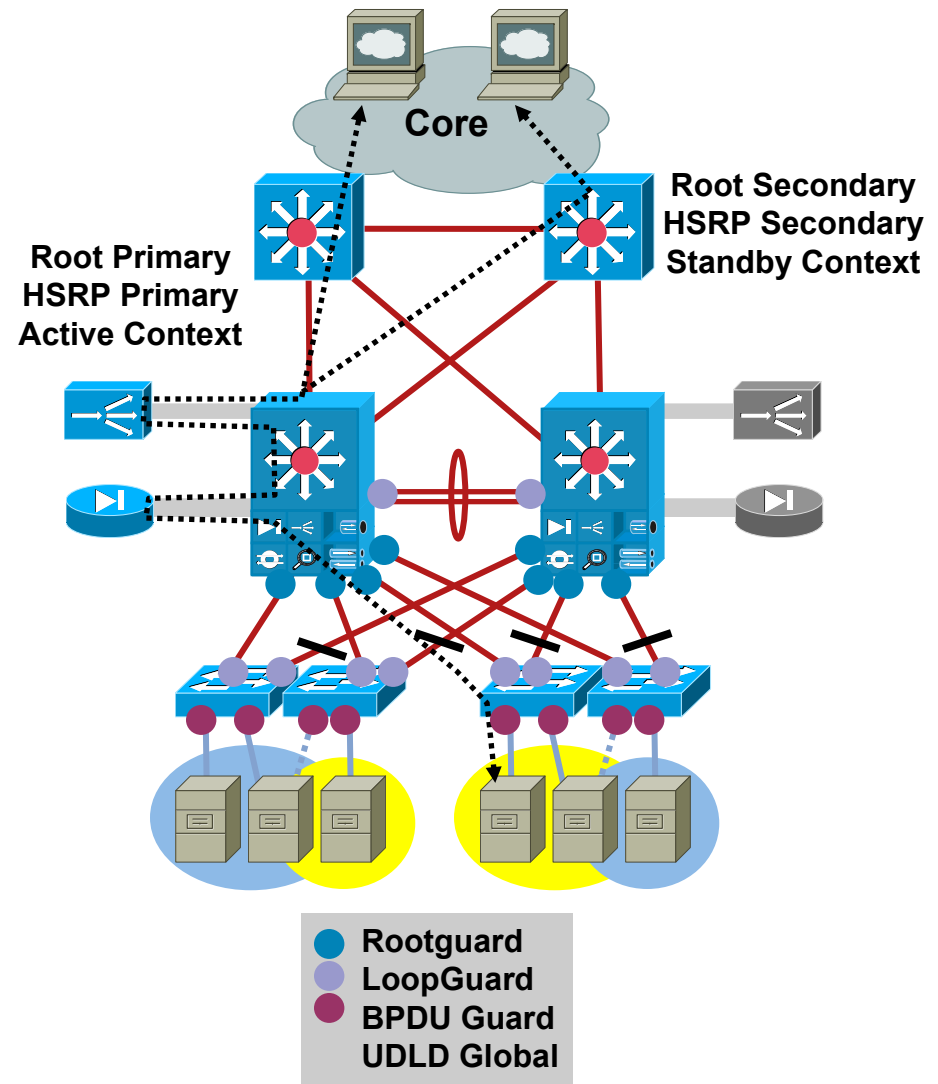 Core
Root Secondary
HSRP Secondary
Standby Context
Root Primary
HSRP Primary
Active Context
Rootguard
LoopGuard
BPDU Guard
UDLD Global